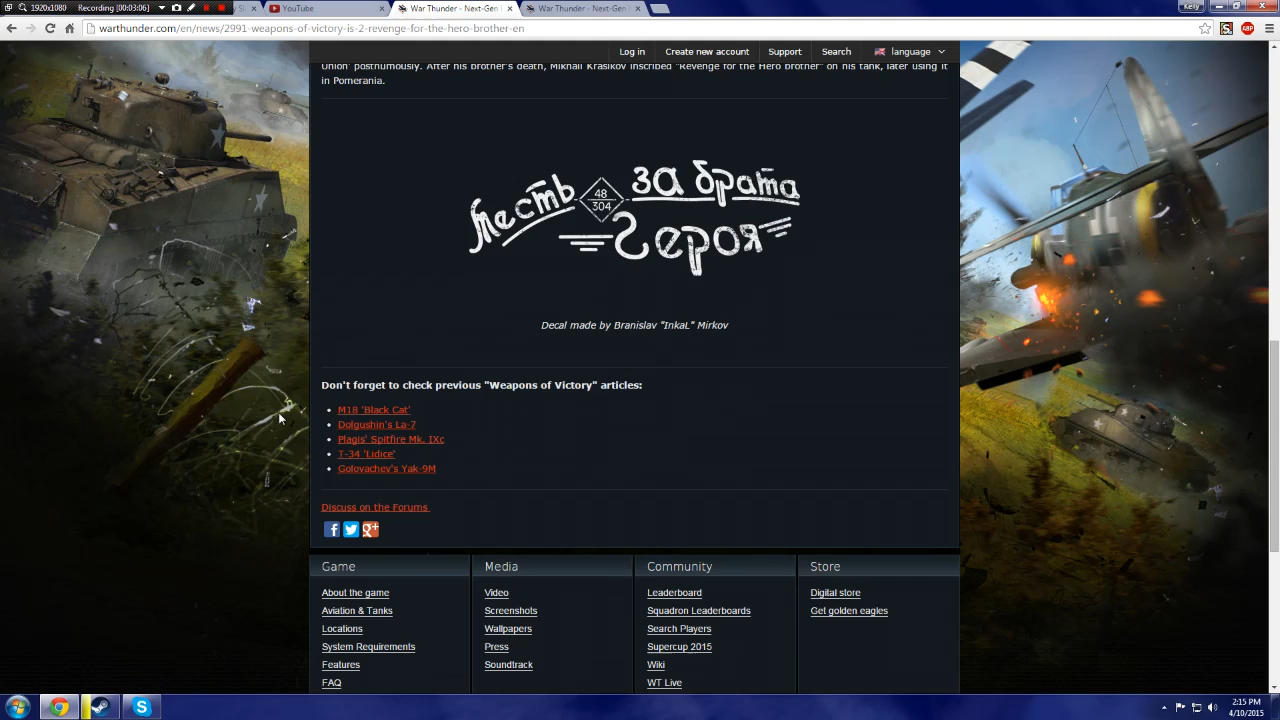 1920x1080 Recording [00:03:06]
YouTube
War Thunder - Next-Gen
War Thunder - Next-Gen
Kelly
warthunder.com/en/news/2991-weapons-of-victory-is-2-revenge-for-the-hero-brother-en
ABP
Log in Create new account Support Search language
Union" posthumously. After his brother's death, Mikhail Krasikov inscribed "Revenge for the Hero brother" on his tank, later using it
in Pomerania.
Месть 48 304 за брата
Героя
Decal made by Branislav "InkaL" Mirkov
Don't forget to check previous "Weapons of Victory" articles:
M18 'Black Cat'
Dolgushin's La-7
Plagis' Spitfire Mk. IXc
T-34 'Lidice'
Golovachev's Yak-9M
Discuss on the Forums
Game Media Community Store
About the game Video Leaderboard Digital store
Aviation & Tanks Screenshots Squadron Leaderboards Get golden eagles
Locations Wallpapers Search Players
System Requirements Press Supercup 2015
Features Soundtrack Wiki
FAQ WT Live
2:15 PM
4/10/2015